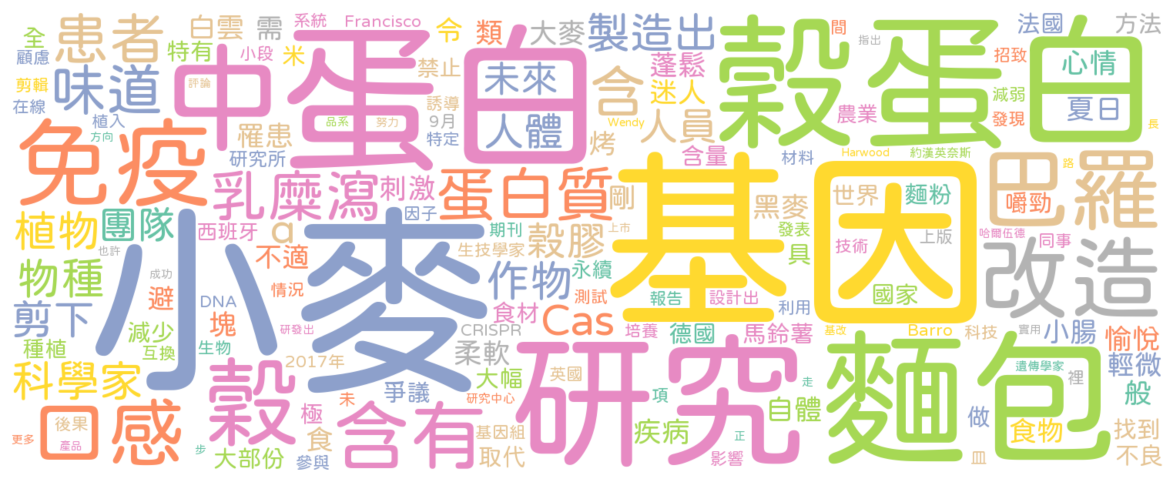 全
患者
白雲
需
系統
Francisco
令
類
大麥
製造出
間
指出
法國
方法
顧慮
特有
小段
米
中蛋白
穀蛋白
招致
心情
剪輯
味道
評論
禁止
未來
蓬鬆
含
減弱
在線
植入
誘導
迷人
農業
夏日
方向
罹患
品系
努力
9月
人體
Wendy
人員
發現
長
免疫
研究所
特定
烤
含量
材料
Harwood
約漢英奈斯
路
乳糜瀉
刺激
蛋白質
剛
基因
黑麥
世界
麵粉
嚼勁
巴羅
植物
團隊
西班牙
a
因子
期刊
穀膠
上市
發表
技術
上版
哈爾伍德
同事
也許
小麥
不適
生技學家
具
改造
物種
成功
避
DNA
情況
作物
永續
測試
報告
設計出
利用
國家
剪下
減少
塊
研發出
食材
CRISPR
Cas
培養
德國
馬鈴薯
基改
Barro
科技
實用
小腸
愉悅
種植
互換
生物
2017年
柔軟
研究
麵包
遺傳學家
裡
輕微
科學家
穀
爭議
大幅
英國
項
走
般
口感
後果
極
未
含有
研究中心
自體
做
食物
找到
更多
產品
步
大部份
食
參與
基因組
取代
疾病
影響
正
皿
不良